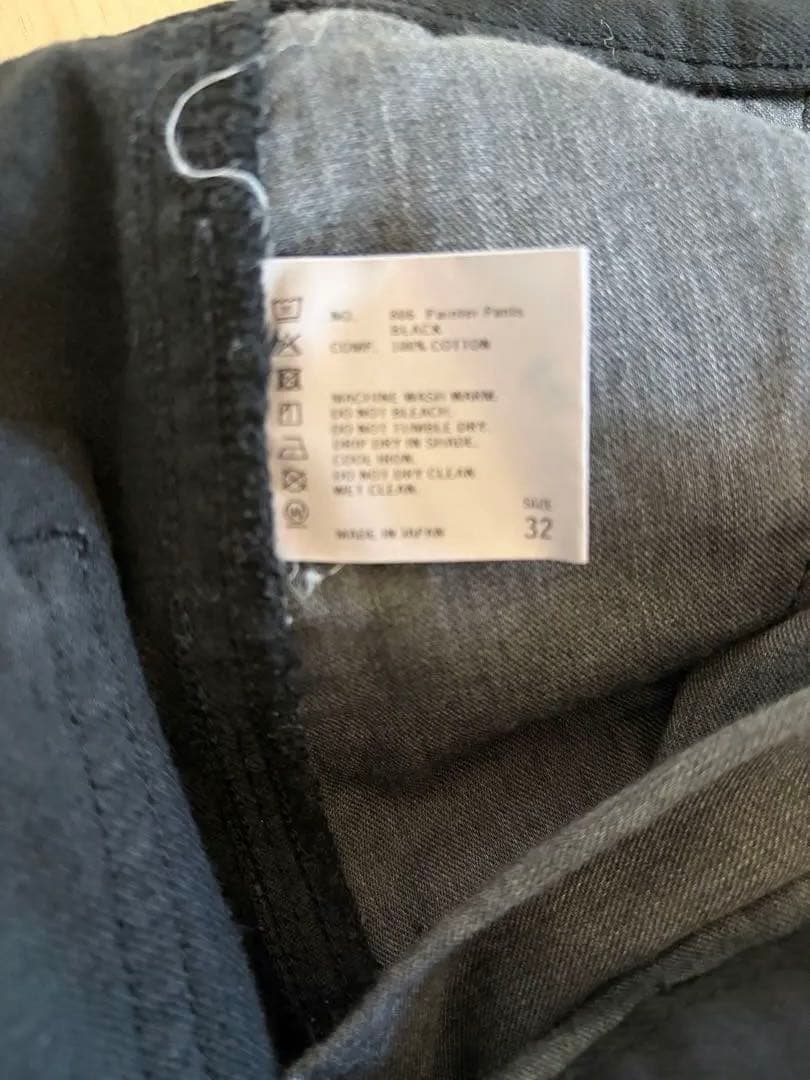 NO. Painter Pants
BLACK
COMP. 100% COTTON
MACHINE WASH WARM.
DO NOT BLEACH.
DO NOT TUMBLE DRY.
DRIP DRY IN SHADE.
COOL IRON.
DO NOT DRY CLEAN.
WET CLEAN.
MADE IN JAPAN
SIZE
32